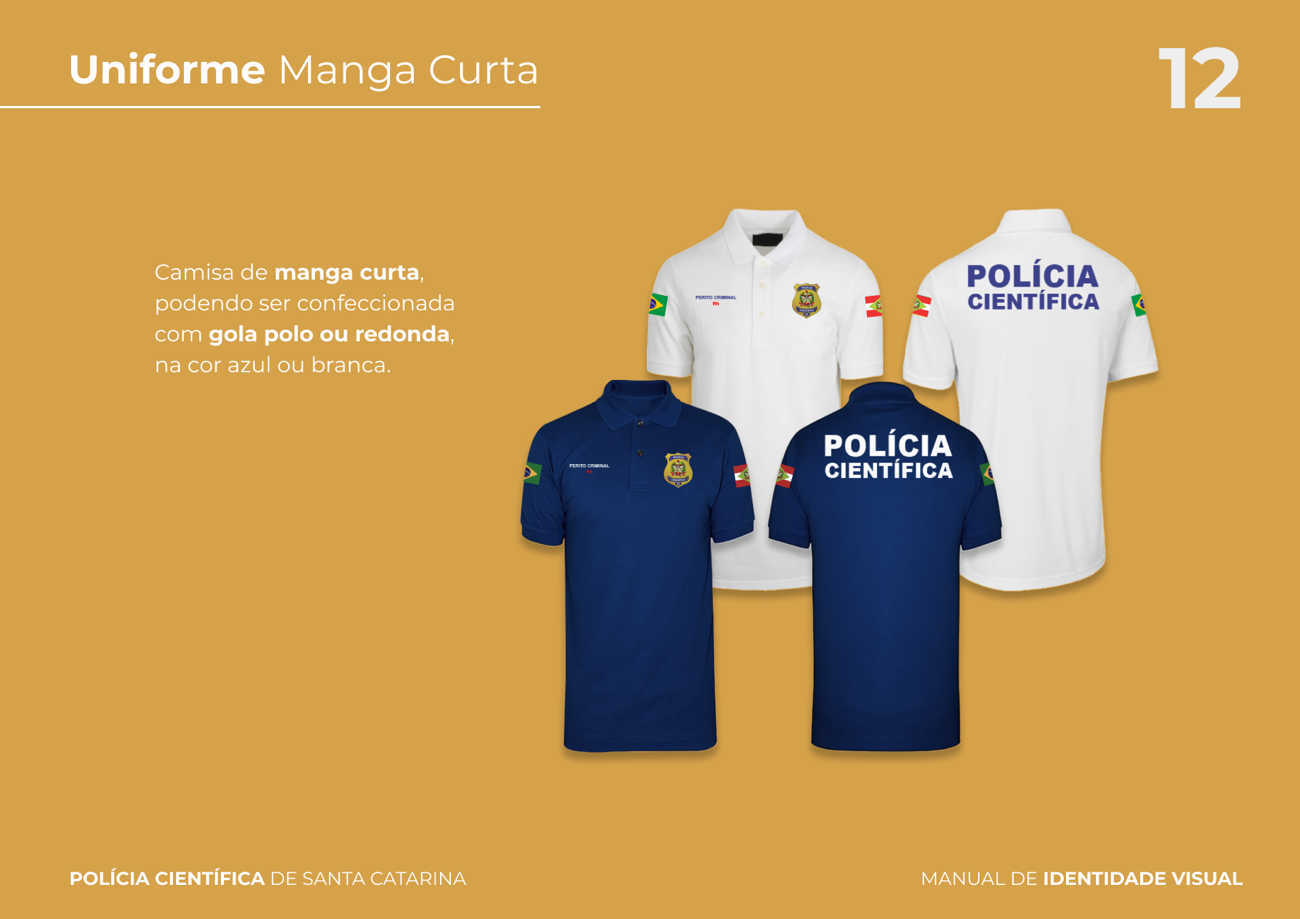 Uniforme Manga Curta
12
Camisa de manga curta,
podendo ser confeccionada
com gola polo ou redonda,
na cor azul ou branca.
PERITO CRIMINAL
POLÍCIA
CIENTÍFICA
PERITO CRIMINAL
POLÍCIA
CIENTÍFICA
POLÍCIA CIENTÍFICA DE SANTA CATARINA
MANUAL DE IDENTIDADE VISUAL